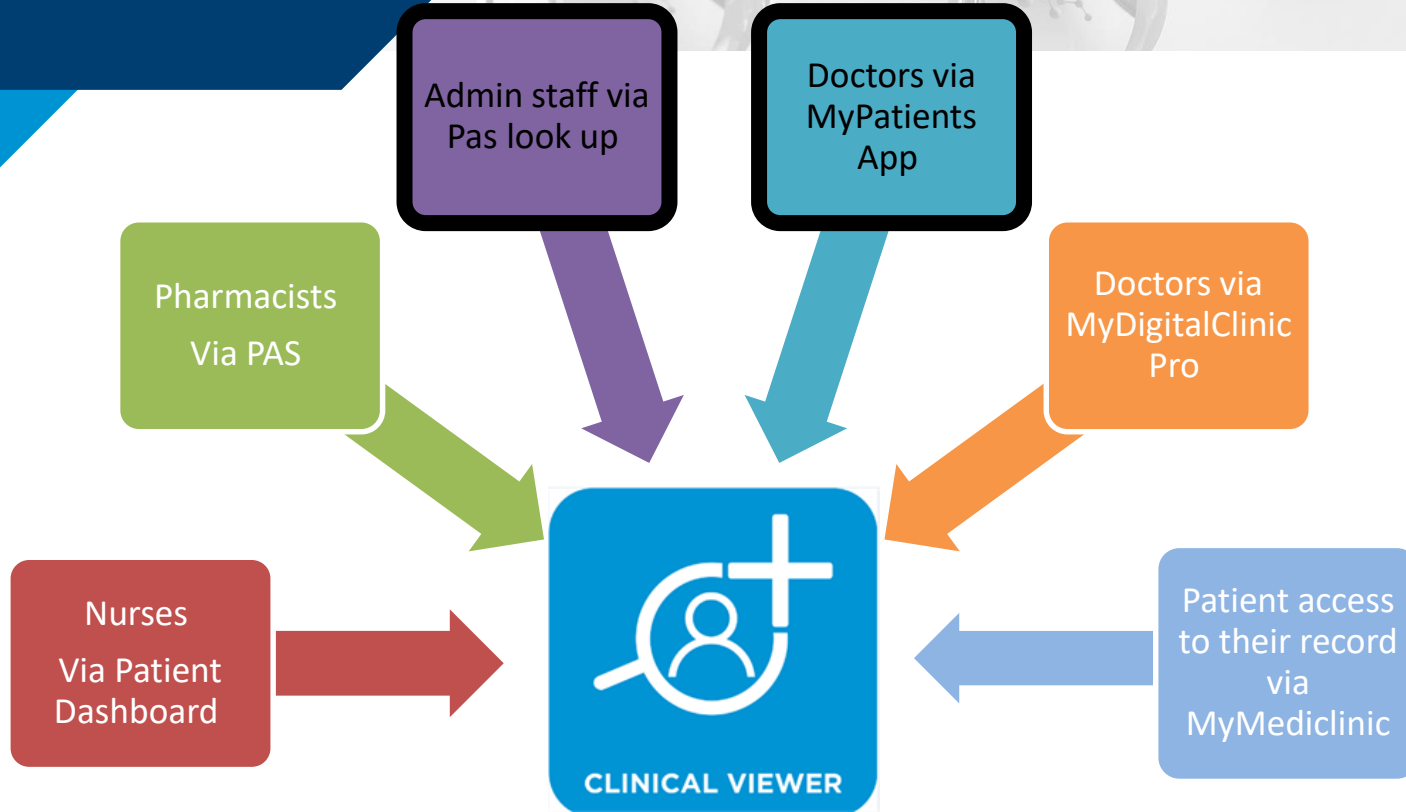 Admin staff via
Pas look up
Doctors via
MyPatients
App
Pharmacists
Via PAS
Doctors via
MyDigitalClinic
Pro
Nurses
Via Patient
Dashboard
Patient access
to their record
via
MyMediclinic
CLINICAL VIEWER